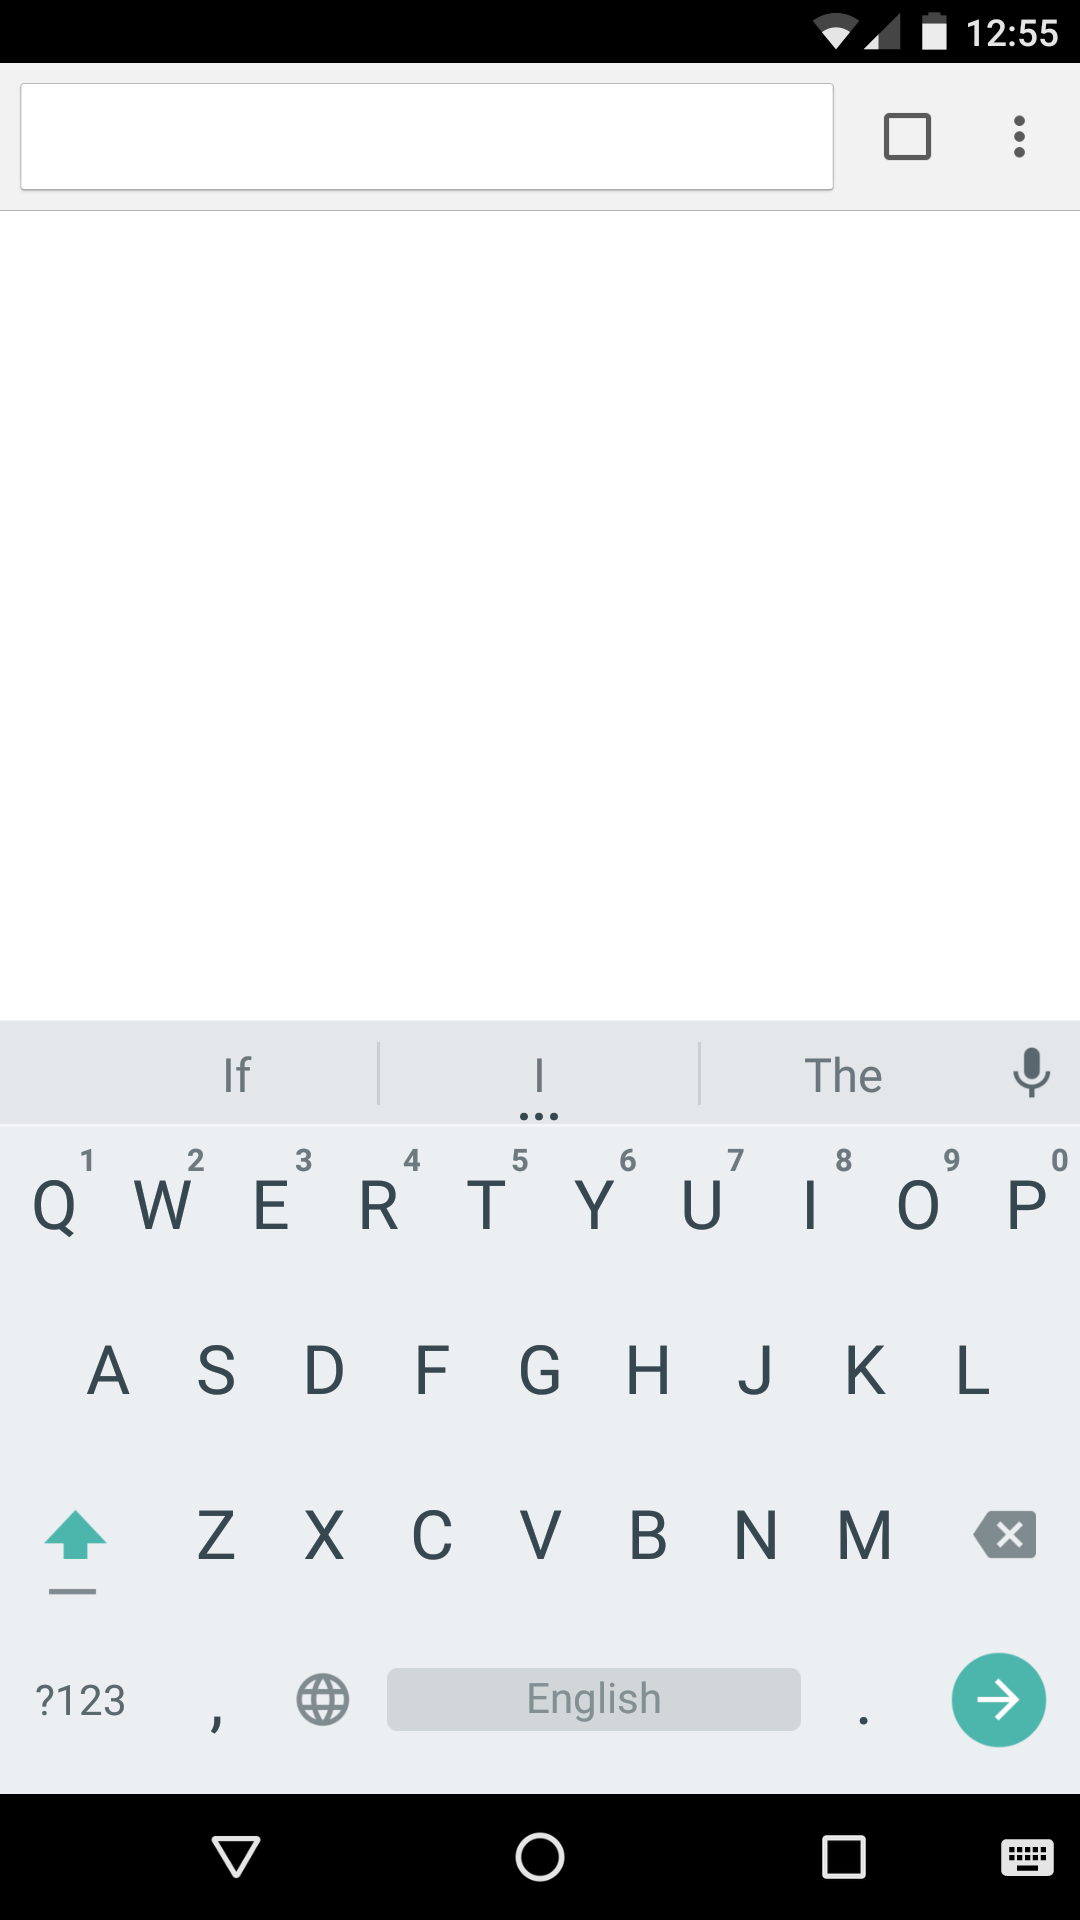 12:55
If I The
1 2 3 4 5 6 7 8 9 0
Q W E R T Y U I O P
A S D F G H J K L
Z X C V B N M
?123 , English .